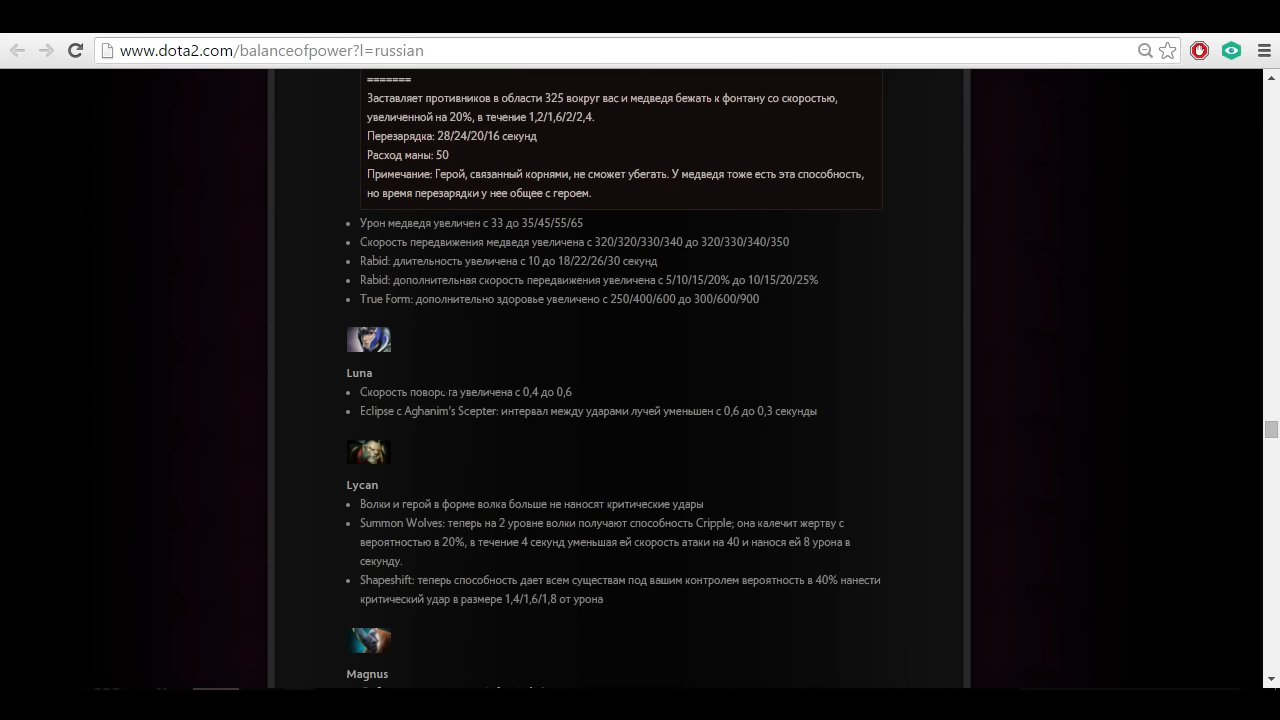 www.dota2.com/balanceofpower?l=russian
=======
Заставляет противников в области 325 вокруг вас и медведя бежать к фонтану со скоростью,
увеличенной на 20%, в течение 1,2/1,6/2/2,4.
Перезарядка: 28/24/20/16 секунд
Расход маны: 50
Примечание: Герой, связанный корнями, не сможет убегать. У медведя тоже есть эта способность,
но время перезарядки у нее общее с героем.
• Урон медведя увеличен с 33 до 35/45/55/65
• Скорость передвижения медведя увеличена с 320/320/330/340 до 320/330/340/350
• Rabid: длительность увеличена с 10 до 18/22/26/30 секунд
• Rabid: дополнительная скорость передвижения увеличена с 5/10/15/20% до 10/15/20/25%
• True Form: дополнительно здоровье увеличено с 250/400/600 до 300/600/900
Luna
• Скорость поворота увеличена с 0,4 до 0,6
• Eclipse с Aghanim's Scepter: интервал между ударами лучей уменьшен с 0,6 до 0,3 секунды
Lycan
• Волки и герой в форме волка больше не наносят критические удары
• Summon Wolves: теперь на 2 уровне волки получают способность Cripple; она калечит жертву с
вероятностью в 20%, в течение 4 секунд уменьшая ей скорость атаки на 40 и нанося ей 8 урона в
секунду.
• Shapeshift: теперь способность дает всем существам под вашим контролем вероятность в 40% нанести
критический удар в размере 1,4/1,6/1,8 от урона
Magnus